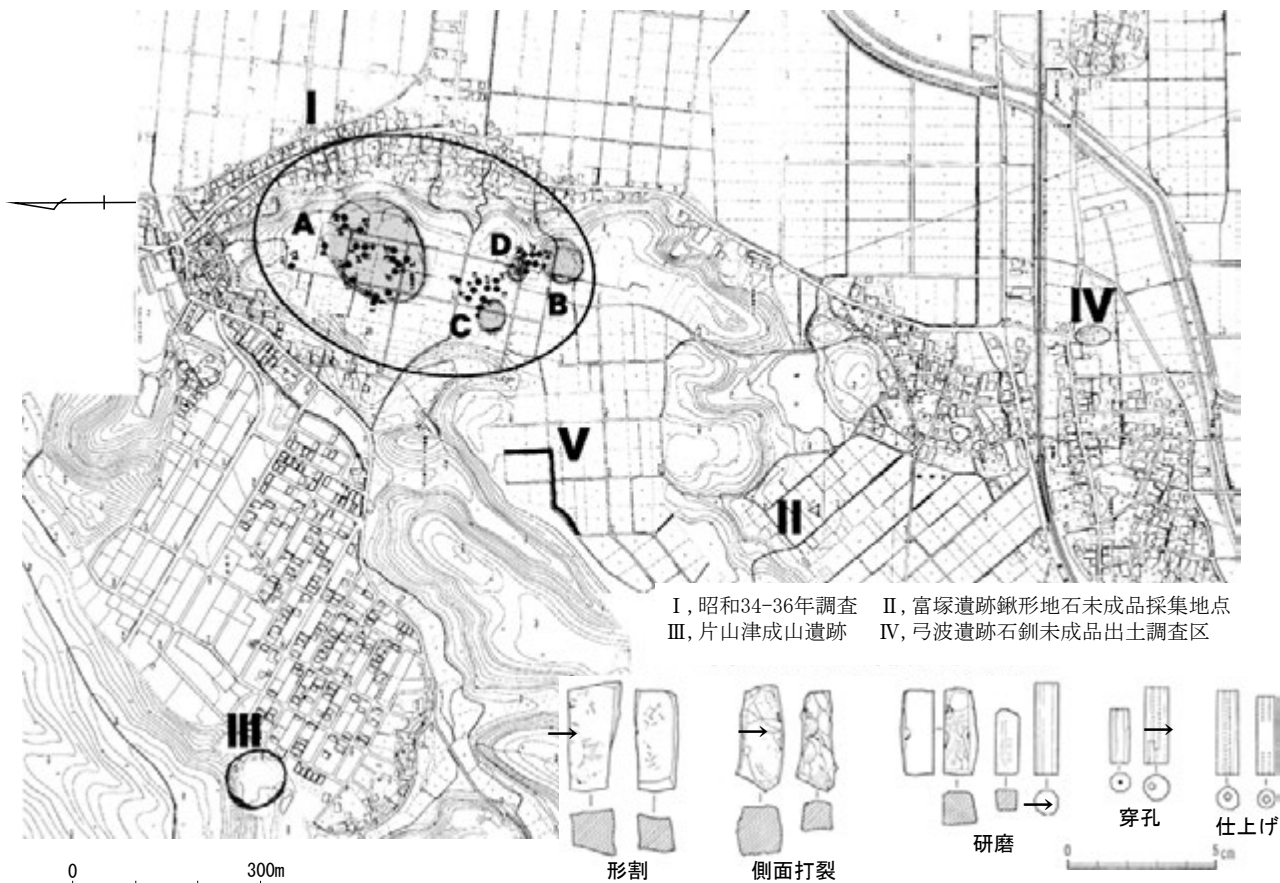 Ⅰ
A
D
B
C
Ⅳ
Ⅴ
Ⅱ
Ⅲ
Ⅰ, 昭和34-36年調査 Ⅱ, 富塚遺跡鍬形地石未成品採集地点
Ⅲ, 片山津成山遺跡 Ⅳ, 弓波遺跡石釧未成品出土調査区
形割
側面打裂
研磨
穿孔
仕上げ
0 5cm
0 300m